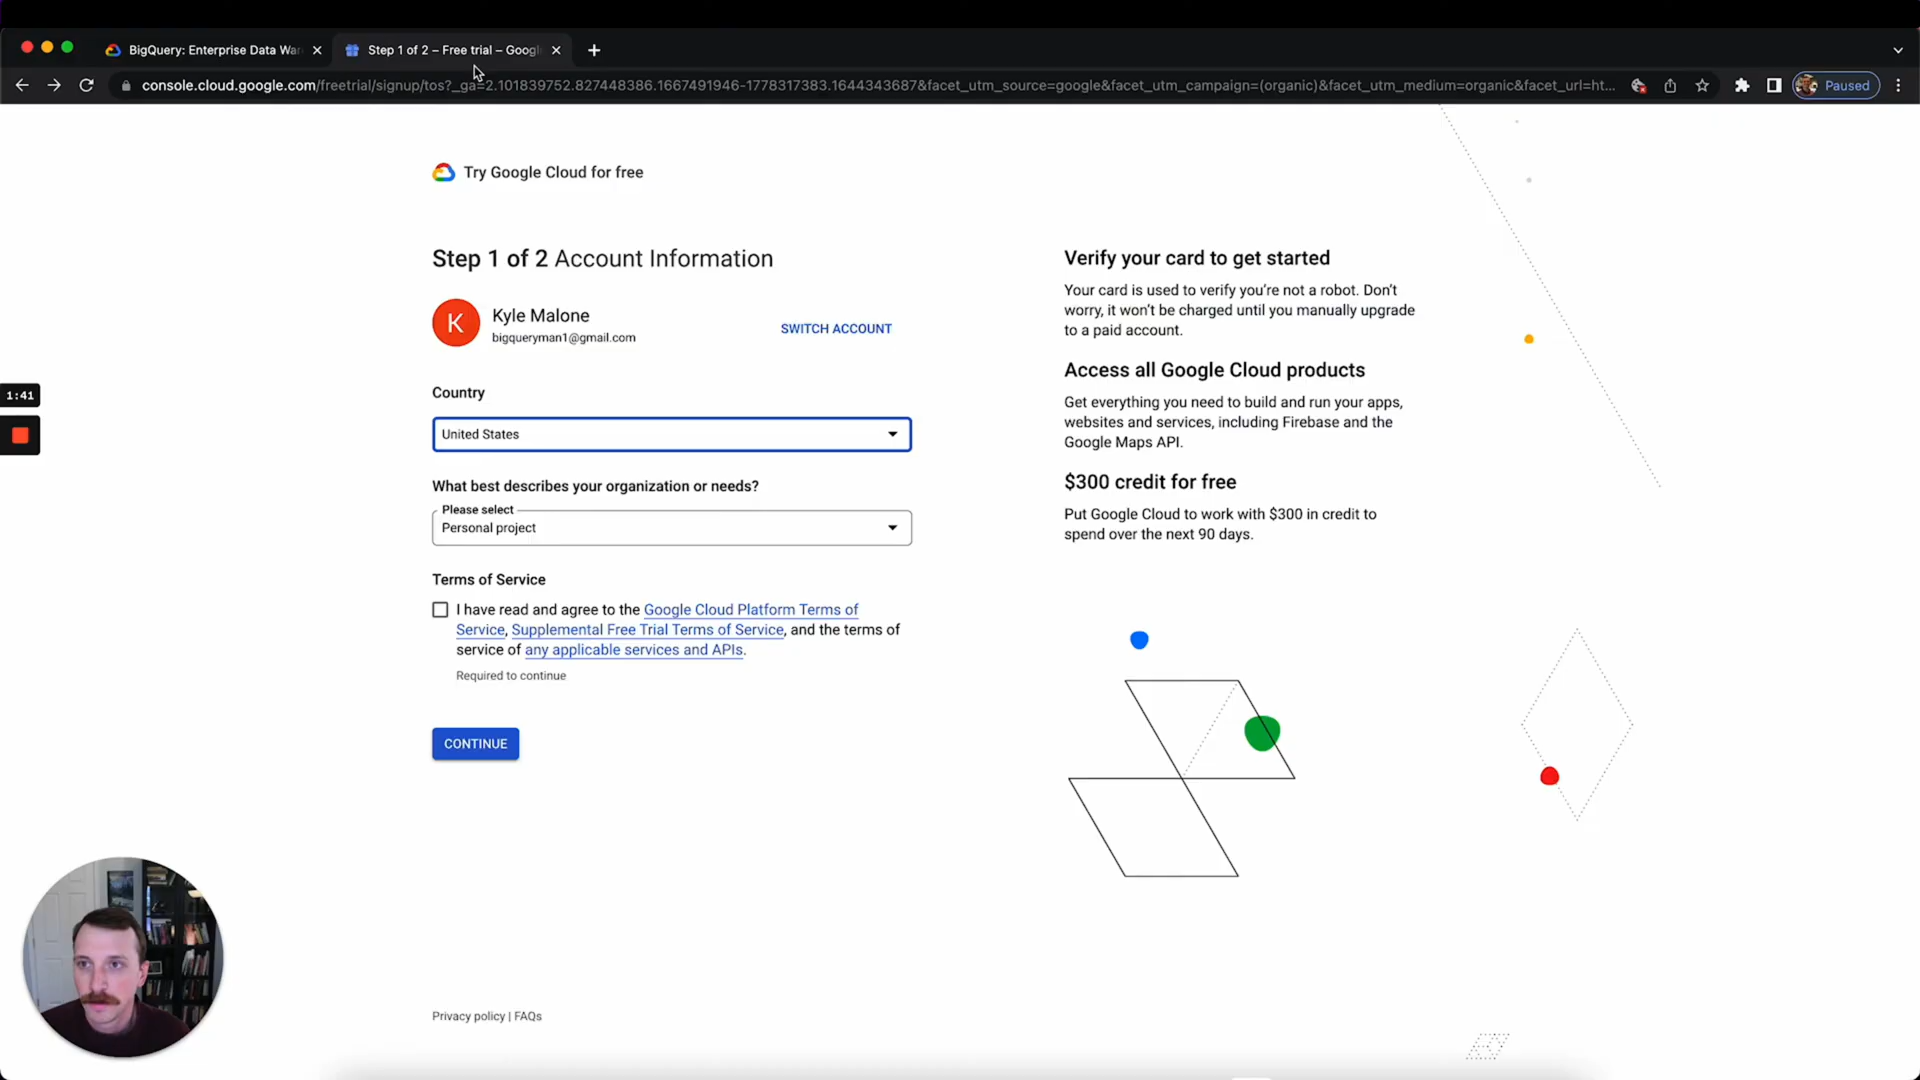 BigQuery: Enterprise Data War
Step 1 of 2 – Free trial – Googl
console.cloud.google.com/freetrial/signup/tos?_ga=2.101839752.827448386.1667491946-1778317383.1644343687&facet_utm_source=google&facet_utm_campaign=(organic)&facet_utm_medium=organic&facet_url=ht...
Paused
Try Google Cloud for free
Step 1 of 2 Account Information
K
Kyle Malone
bigqueryman1@gmail.com
SWITCH ACCOUNT
Country
United States
What best describes your organization or needs?
Please select
Personal project
Terms of Service
I have read and agree to the Google Cloud Platform Terms of
Service, Supplemental Free Trial Terms of Service, and the terms of
service of any applicable services and APIs.
Required to continue
CONTINUE
Privacy policy | FAQs
Verify your card to get started
Your card is used to verify you're not a robot. Don't
worry, it won't be charged until you manually upgrade
to a paid account.
Access all Google Cloud products
Get everything you need to build and run your apps,
websites and services, including Firebase and the
Google Maps API.
$300 credit for free
Put Google Cloud to work with $300 in credit to
spend over the next 90 days.
1:41